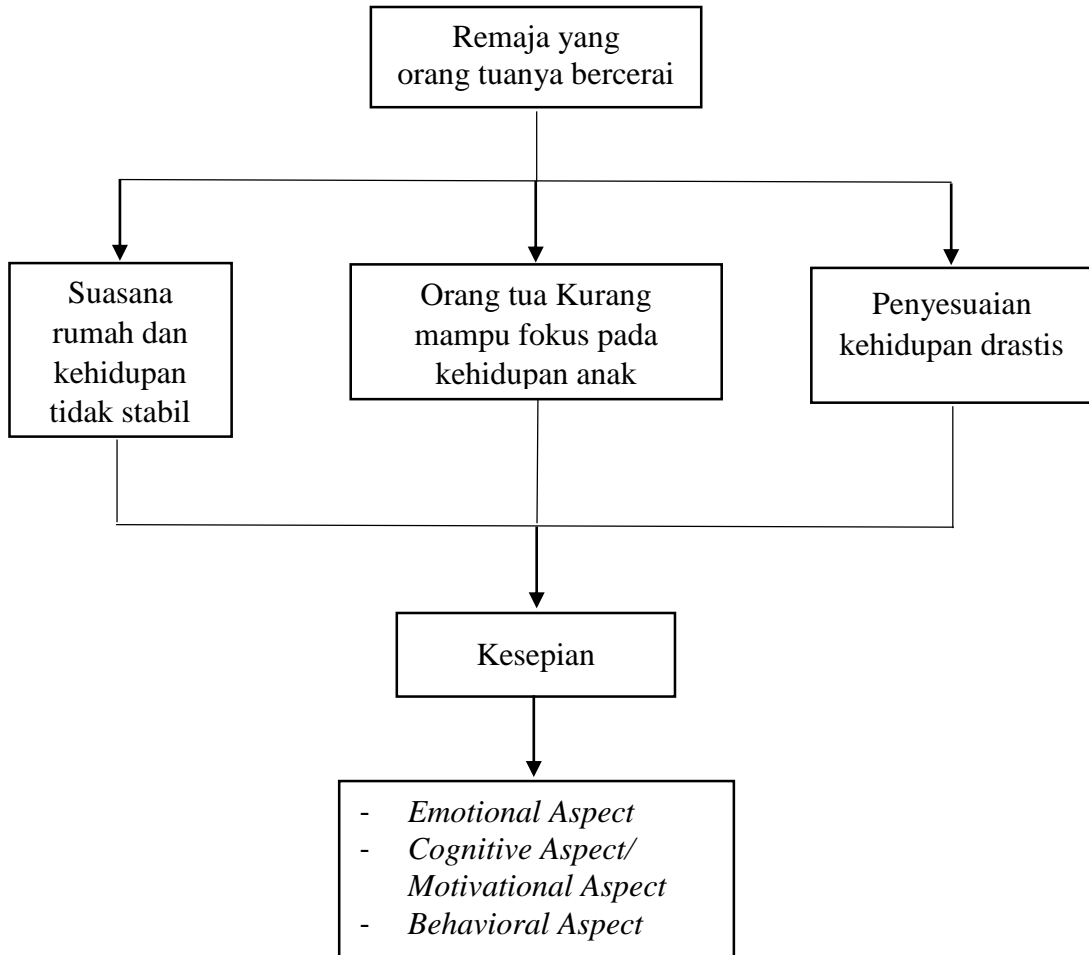 Remaja yang
orang tuanya bercerai
Suasana
rumah dan
kehidupan
tidak stabil
Orang tua Kurang
mampu fokus pada
kehidupan anak
Penyesuaian
kehidupan drastis
Kesepian
- Emotional Aspect
- Cognitive Aspect/
Motivational Aspect
- Behavioral Aspect